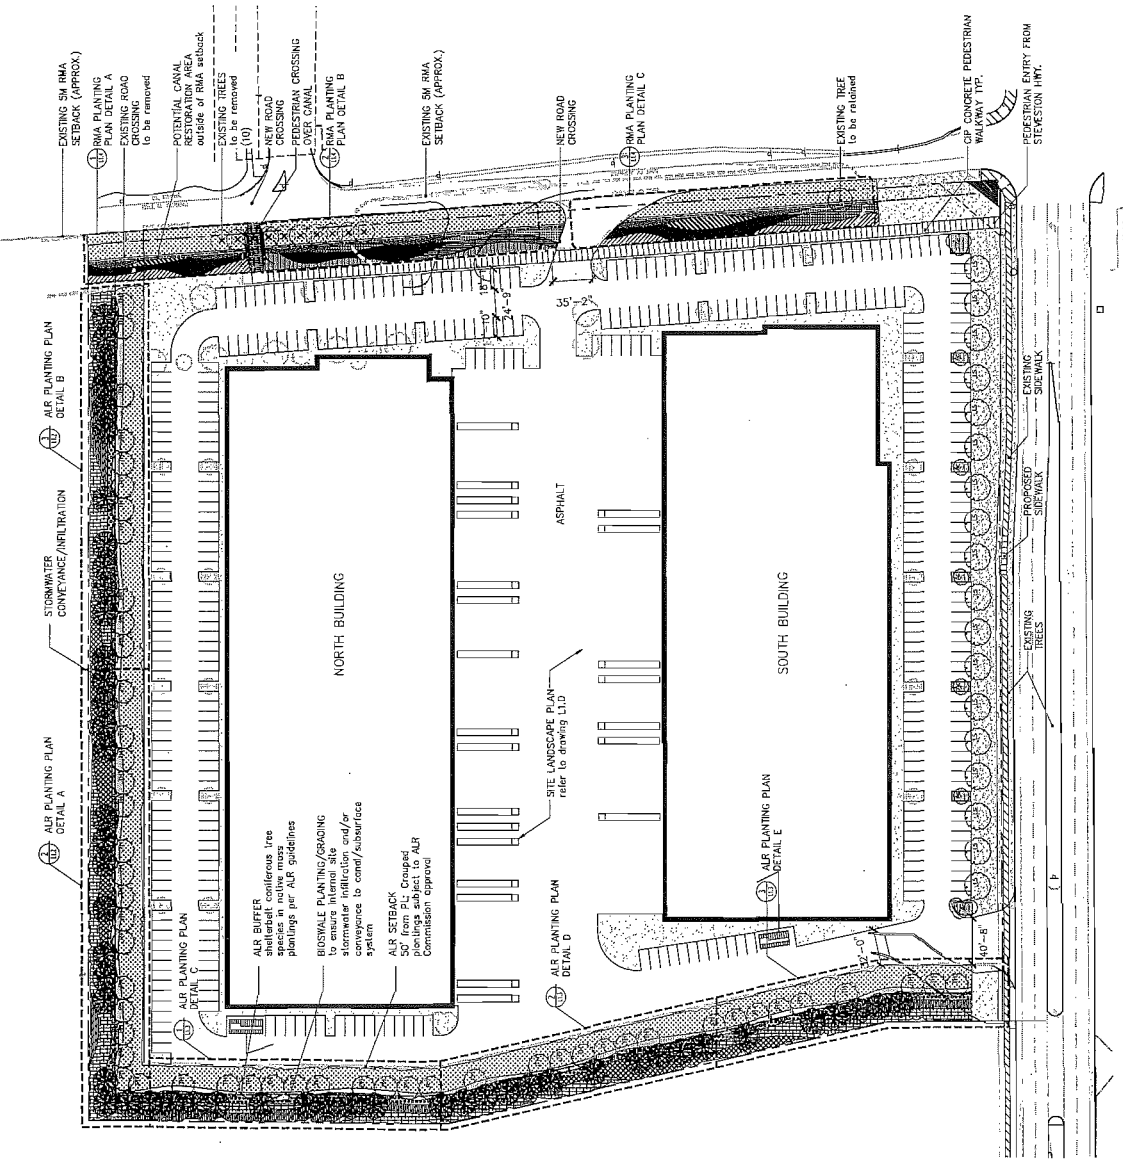 EXISTING 5M RMA
SETBACK (APPROX.)
1
RMA PLANTING
PLAN DETAIL A
EXISTING ROAD
CROSSING
to be removed
POTENTIAL CANAL
RESTORATION AREA
outside of RMA setback
EXISTING TREES
to be removed
(10)
NEW ROAD
CROSSING
PEDESTRIAN CROSSING
OVER CANAL
2
RMA PLANTING
PLAN DETAIL B
EXISTING 5M RMA
SETBACK (APPROX.)
NEW ROAD
CROSSING
3
RMA PLANTING
PLAN DETAIL C
EXISTING TREE
to be retained
CIP CONCRETE PEDESTRIAN
WALKWAY TYP.
PEDESTRIAN ENTRY FROM
STEVESTON HWY.
ALR PLANTING PLAN
DETAIL B
STORMWATER
CONVEYANCE/INFILTRATION
2
ALR PLANTING PLAN
DETAIL A
18'
24'-9"
35'-2"
ASPHALT
NORTH BUILDING
SOUTH BUILDING
EXISTING
SIDEWALK
PROPOSED
SIDEWALK
EXISTING
TREES
SITE LANDSCAPE PLAN
refer to drawing L1.0
ALR PLANTING PLAN
DETAIL E
ALR BUFFER
shelterbelt coniferous tree
species in native mass
plantings per ALR guidelines
BIOSWALE PLANTING/GRADING
to ensure internal site
stormwater infiltration and/or
conveyance to canal/subsurface
system
ALR SETBACK
50' from PL: Grouped
plantings subject to ALR
Commission approval
ALR PLANTING PLAN
DETAIL C
ALR PLANTING PLAN
DETAIL D
32'-0"
40'-8"